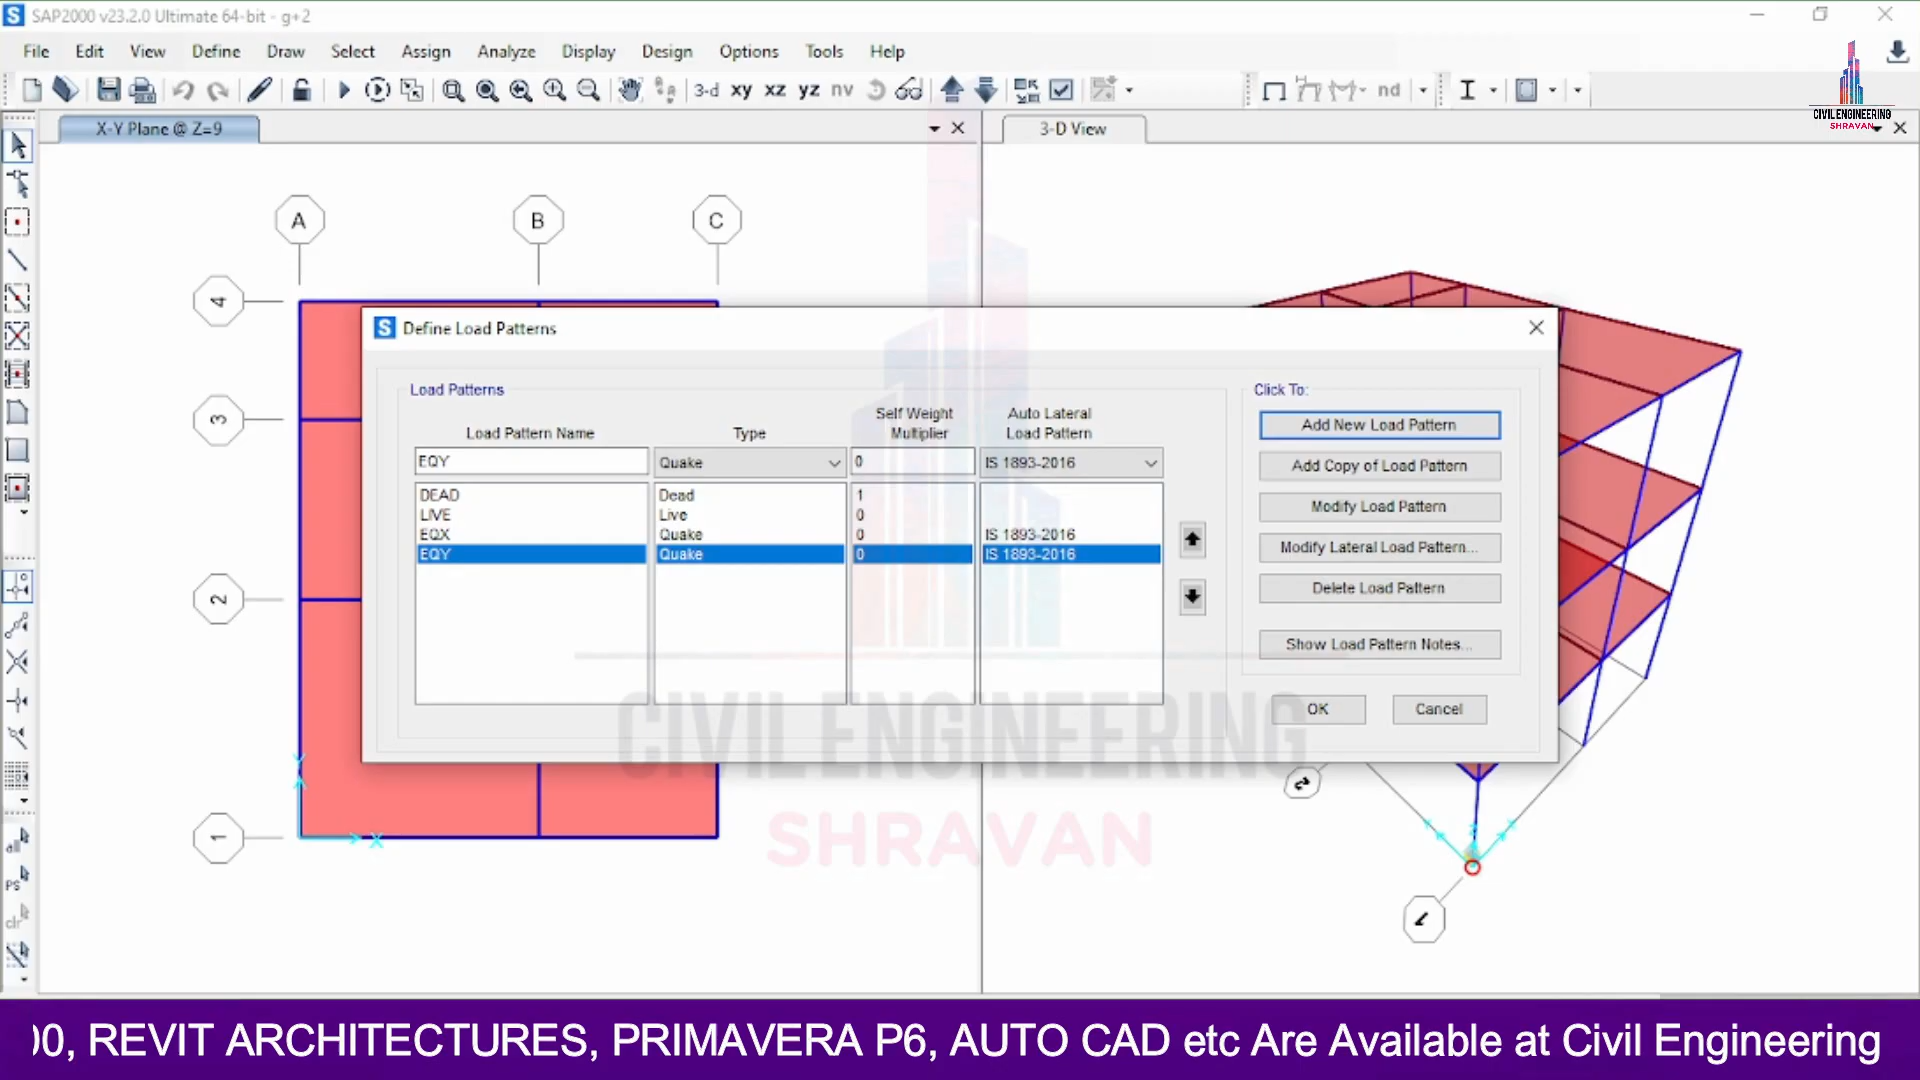 SAP2000 v23.2.0 Ultimate 64-bit - g+2
File Edit View Define Draw Select Assign Analyze Display Design Options Tools Help
3-d xy xz yz nv nd
CIVIL ENGINEERING
SHRAVAN
X-Y Plane @ Z=9
3-D View
A B C
4
3
2
1
X
Define Load Patterns
Load Patterns
Click To:
Load Pattern Name Type Self Weight Multiplier Auto Lateral Load Pattern
EQY Quake 0 IS 1893-2016
DEAD Dead 1
LIVE Live 0
EQX Quake 0 IS 1893-2016
EQY Quake 0 IS 1893-2016
Add New Load Pattern
Add Copy of Load Pattern
Modify Load Pattern
Modify Lateral Load Pattern...
Delete Load Pattern
Show Load Pattern Notes...
OK Cancel
CIVIL ENGINEERING
SHRAVAN
all
PS
clr
00, REVIT ARCHITECTURES, PRIMAVERA P6, AUTO CAD etc Are Available at Civil Engineering